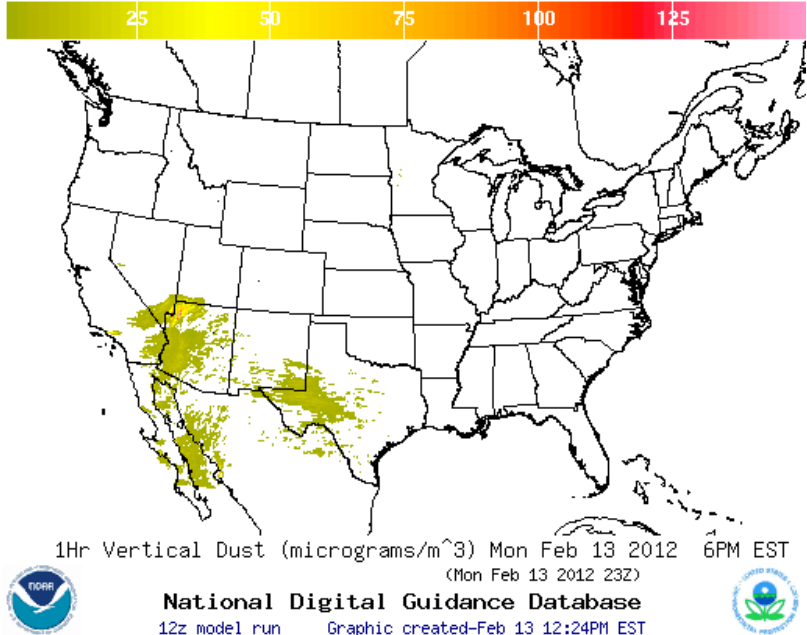 25 50 75 100 125
1Hr Vertical Dust (micrograms/m^3) Mon Feb 13 2012 6PM EST
(Mon Feb 13 2012 23Z)
NOAA
National Digital Guidance Database
12z model run Graphic created-Feb 13 12:24PM EST